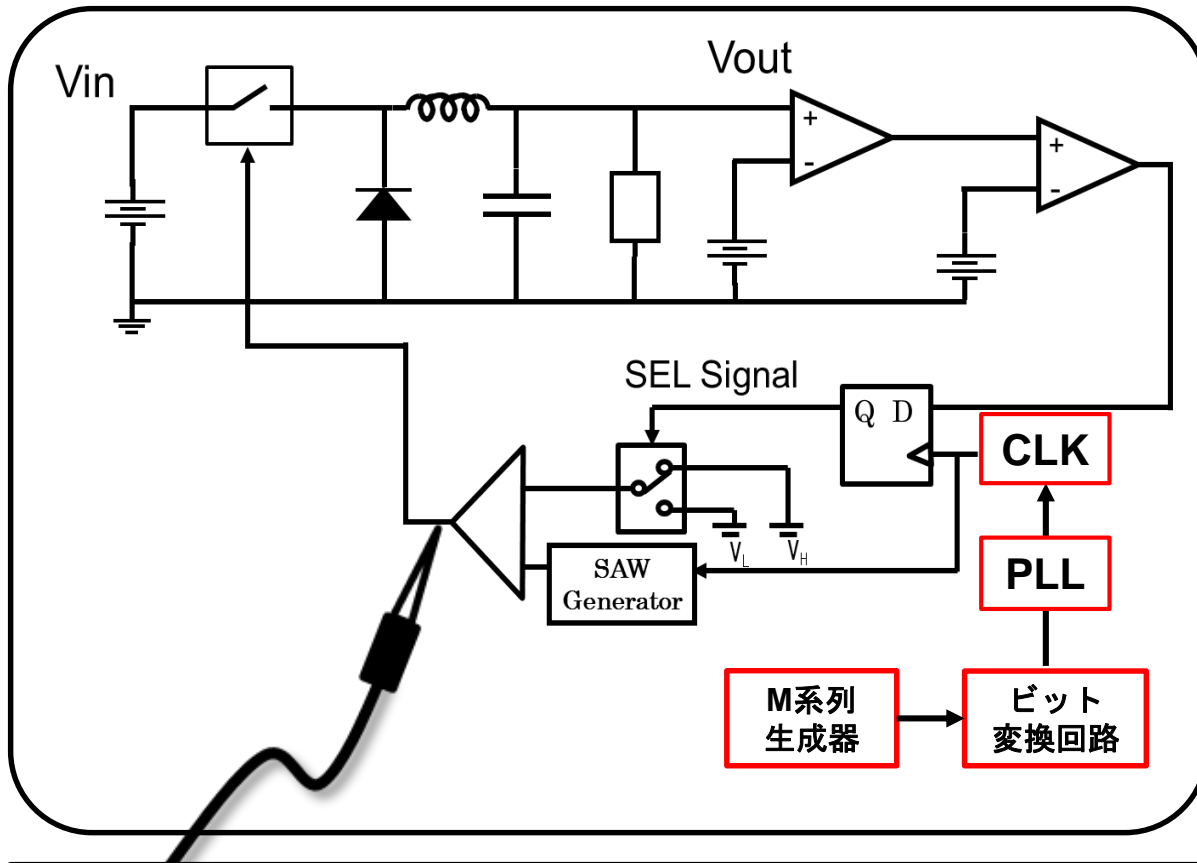 Vin
Vout
+
-
+
-
SEL Signal
Q D
CLK
V_L
V_H
SAW
Generator
PLL
M系列
生成器
ビット
変換回路